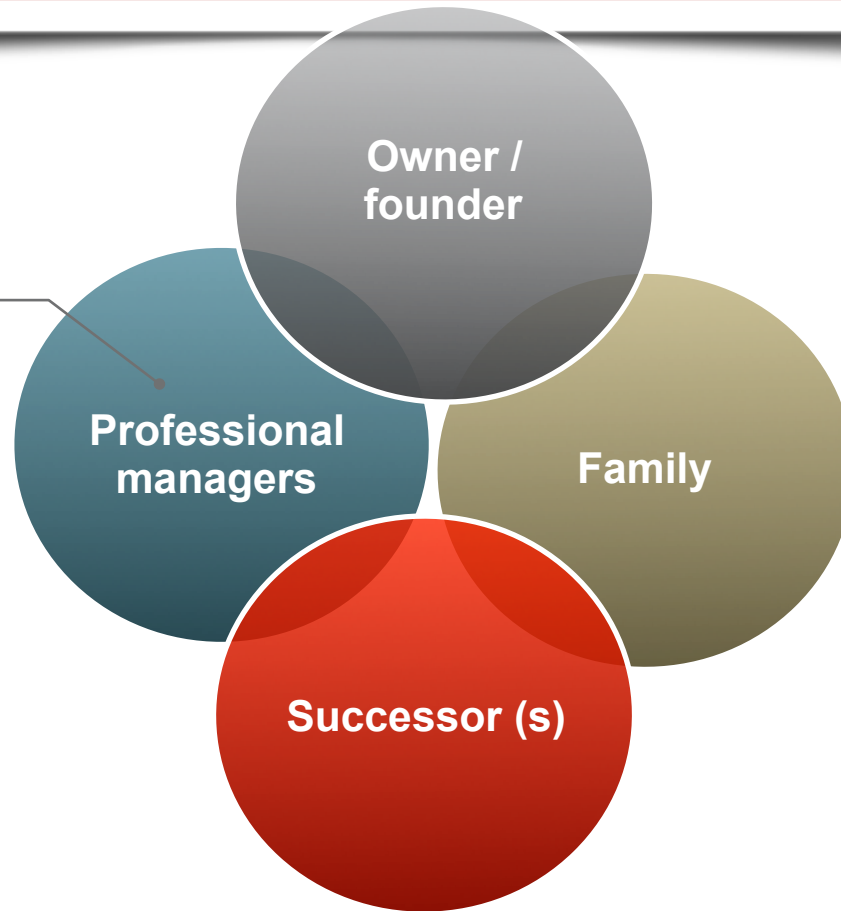 Owner /
founder
Professional
managers
Family
Successor (s)